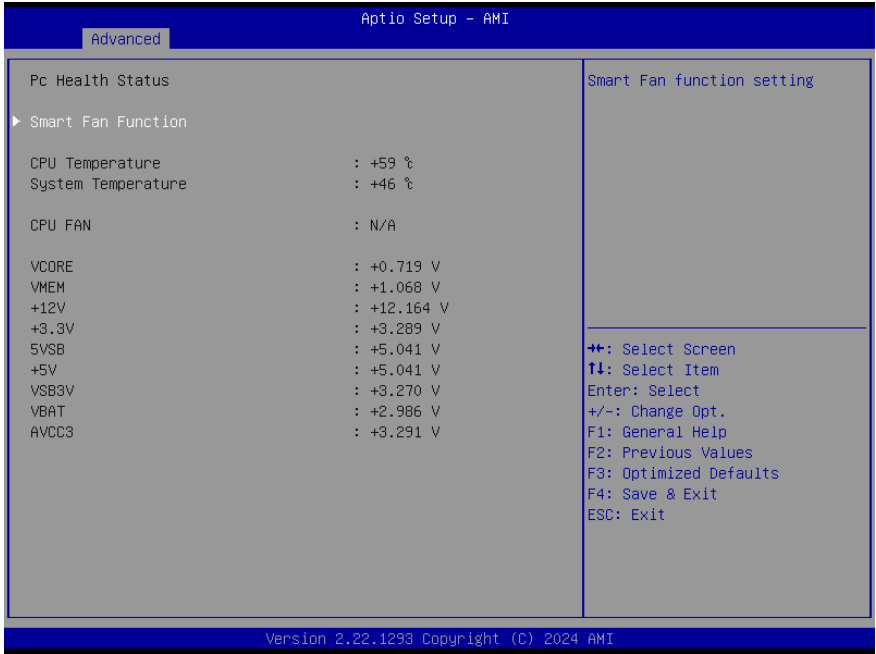 Aptio Setup - AMI
Advanced
Pc Health Status
Smart Fan Function
CPU Temperature : +59 ℃
System Temperature : +46 ℃
CPU FAN : N/A
VCORE : +0.719 V
VMEM : +1.068 V
+12V : +12.164 V
+3.3V : +3.289 V
5VSB : +5.041 V
+5V : +5.041 V
VSB3V : +3.270 V
VBAT : +2.986 V
AVCC3 : +3.291 V
Smart Fan function setting
→←: Select Screen
↑↓: Select Item
Enter: Select
+/-: Change Opt.
F1: General Help
F2: Previous Values
F3: Optimized Defaults
F4: Save & Exit
ESC: Exit
Version 2.22.1293 Copyright (C) 2024 AMI